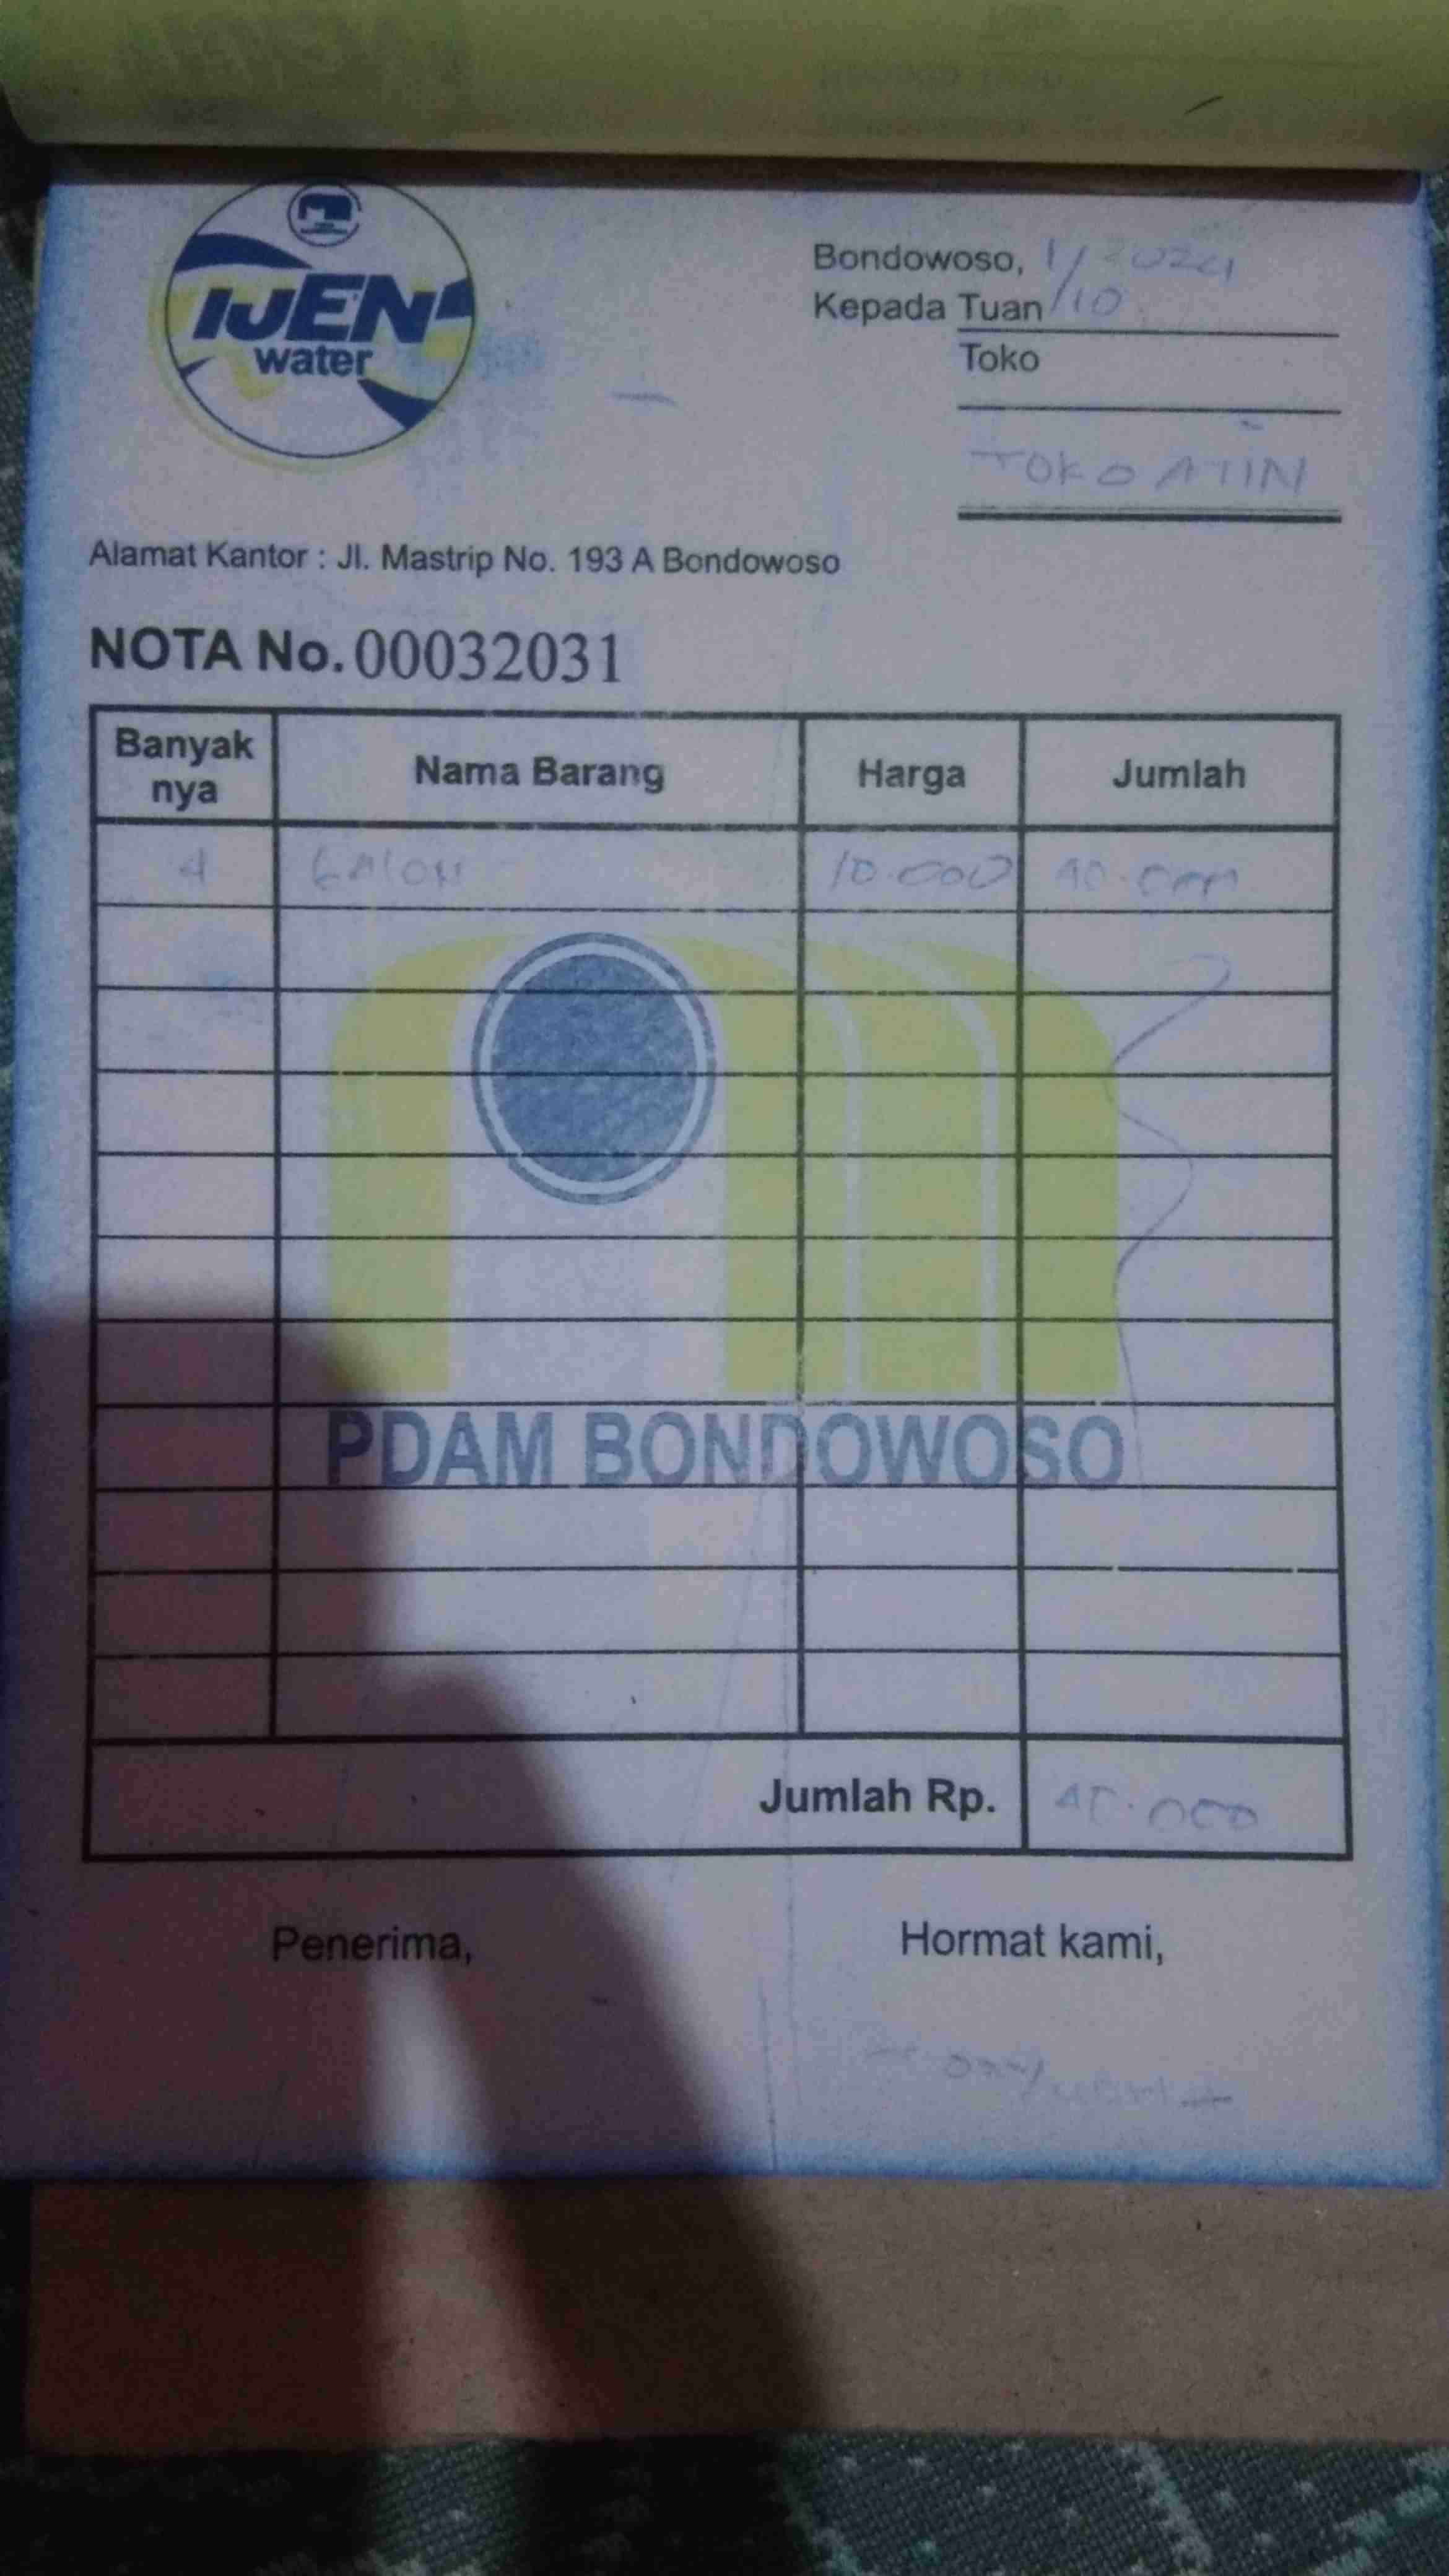 IJEN
water
Bondowoso, 1/10 2024
Kepada Tuan
Toko
TOKO ATIN
Alamat Kantor : Jl. Mastrip No. 193 A Bondowoso
NOTA No. 00032031
Banyak nya Nama Barang Harga Jumlah
4 GALON 10.000 40.000
PDAM BONDOWOSO
Jumlah Rp. 40.000
Penerima, Hormat kami,